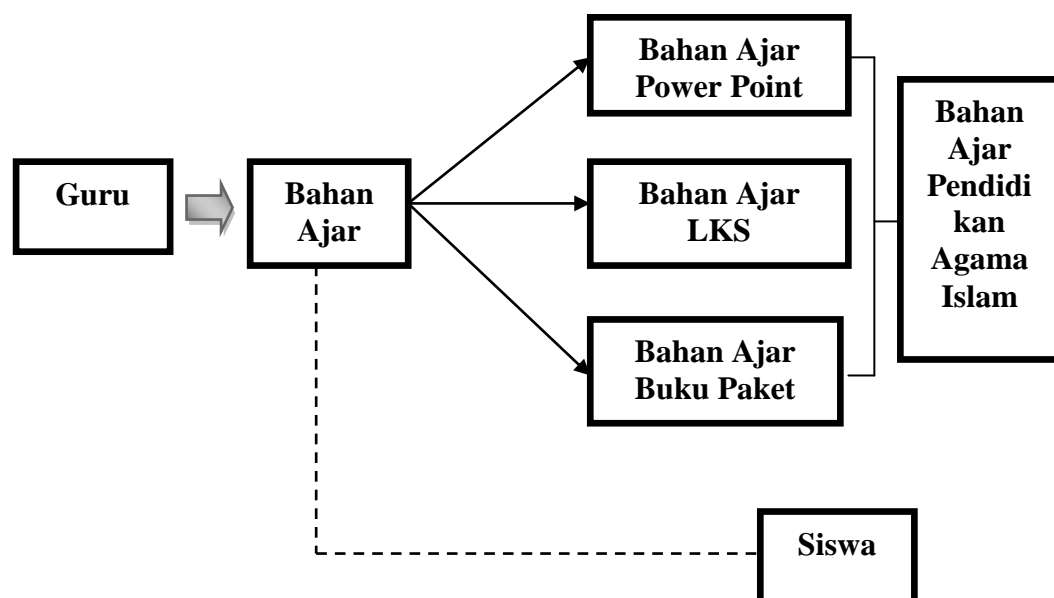 Guru
Bahan
Ajar
Bahan Ajar
Power Point
Bahan Ajar
LKS
Bahan Ajar
Buku Paket
Bahan
Ajar
Pendidi
kan
Agama
Islam
Siswa